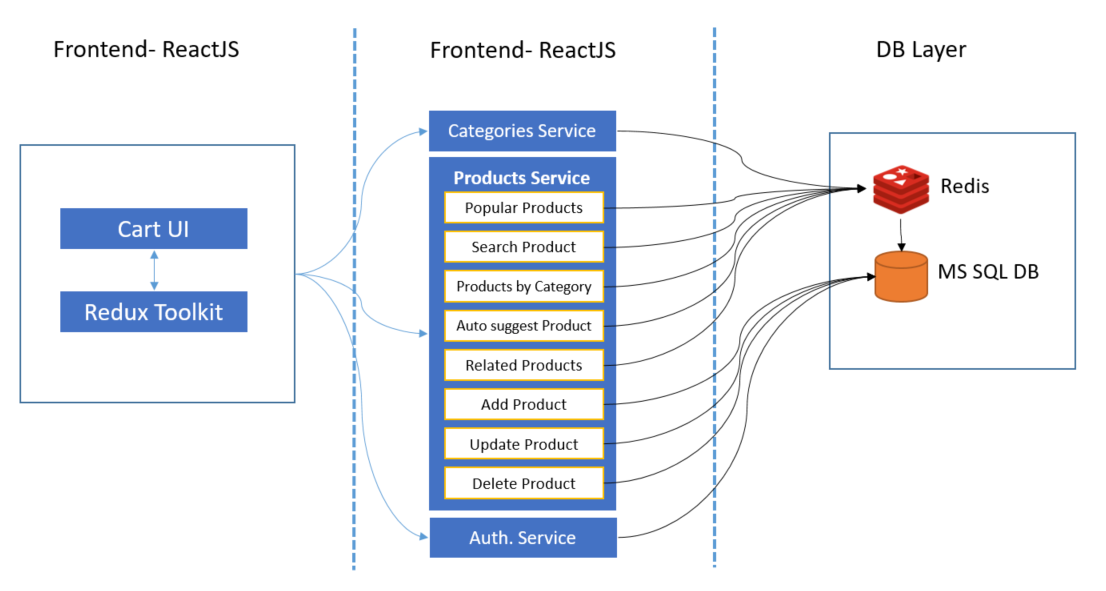 Frontend- ReactJS
Frontend- ReactJS
DB Layer
Cart UI
Redux Toolkit
Categories Service
Products Service
Popular Products
Search Product
Products by Category
Auto suggest Product
Related Products
Add Product
Update Product
Delete Product
Auth. Service
Redis
MS SQL DB